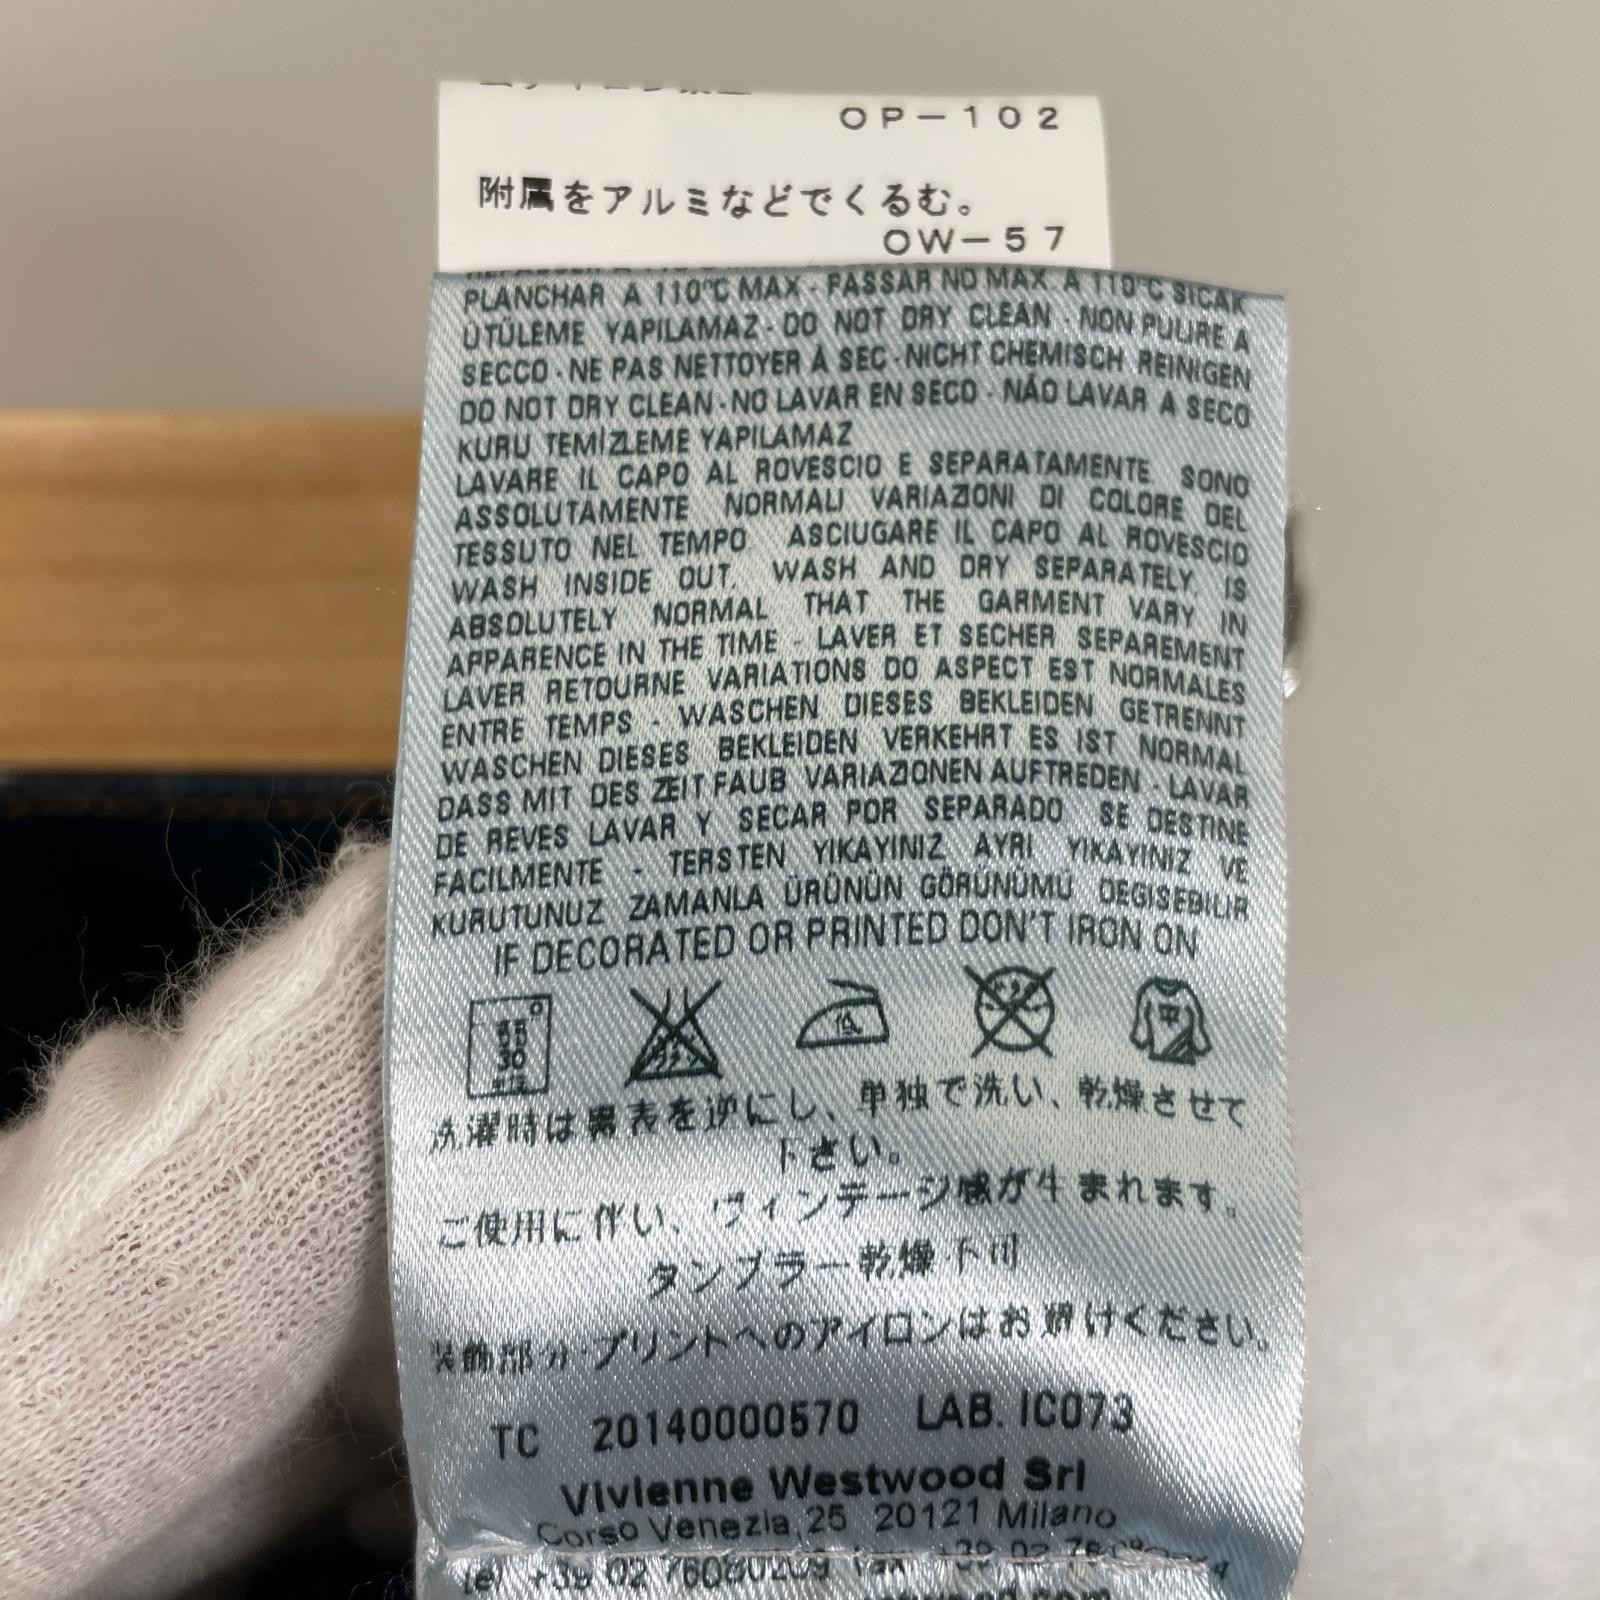 OP-102
附属をアルミなどでくるむ。
OW-57
PLANCHAR A 110°C MAX - PASSAR NO MAX. A 110°C SICAK
ÜTÜLEME YAPILAMAZ - DO NOT DRY CLEAN - NON PULIRE A
SECCO - NE PAS NETTOYER À SEC - NICHT CHEMISCH REINIGEN
DO NOT DRY CLEAN - NO LAVAR EN SECO - NÃO LAVAR A SECO
KURU TEMİZLEME YAPILAMAZ
LAVARE IL CAPO AL ROVESCIO E SEPARATAMENTE SONO
ASSOLUTAMENTE NORMALI VARIAZIONI DI COLORE DEL
TESSUTO NEL TEMPO ASCIUGARE IL CAPO AL ROVESCIO
WASH INSIDE OUT. WASH AND DRY SEPARATELY. IS
ABSOLUTELY NORMAL THAT THE GARMENT VARY IN
APPARENCE IN THE TIME - LAVER ET SECHER SEPAREMENT
LAVER RETOURNE VARIATIONS DO ASPECT EST NORMALES
ENTRE TEMPS - WASCHEN DIESES BEKLEIDEN GETRENNT
WASCHEN DIESES BEKLEIDEN VERKEHRT ES IST NORMAL
DASS MIT DES ZEIT FAUB VARIAZIONEN AUFTREDEN - LAVAR
DE REVES LAVAR Y SECAR POR SEPARADO SE DESTINE
FACILMENTE - TERSTEN YIKAYINIZ AYRI YIKAYINIZ VE
KURUTUNUZ ZAMANLA ÜRÜNÜN GÖRÜNÜMÜ DEGISEBILIR
IF DECORATED OR PRINTED DON'T IRON ON
30 低 中
洗濯時は裏表を逆にし、単独で洗い、乾燥させて
下さい。
ご使用に伴い、ヴィンテージ感が生まれます。
タンブラー乾燥不可
装飾部分・プリントへのアイロンはお避けください。
TC 20140000570 LAB. IC073
Vivienne Westwood Srl
Corso Venezia 25 20121 Milano
tel +39 02 76080209 fax +39 02